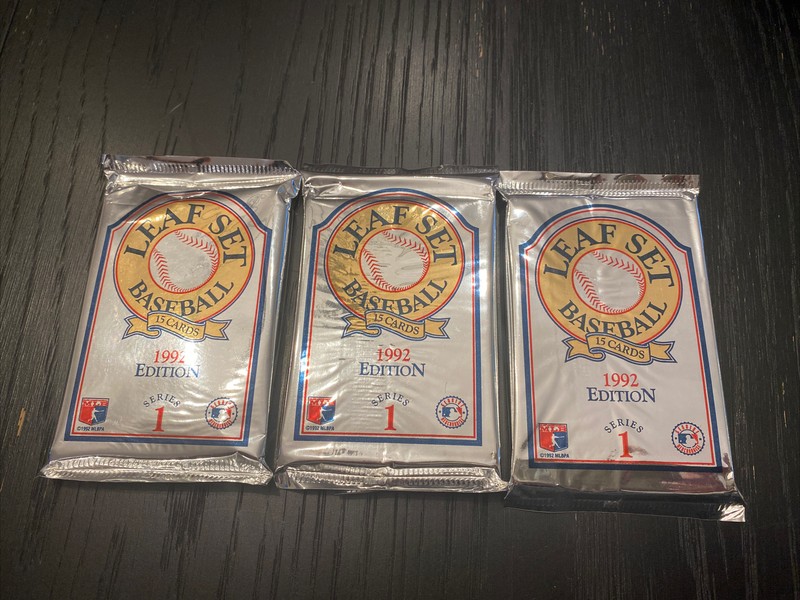 LEAF SET
BASEBALL
15 CARDS
1992
EDITION
SERIES
1
©1992 MLBPA
LEAF SET
BASEBALL
15 CARDS
1992
EDITION
SERIES
1
©1992 MLBPA
LEAF SET
BASEBALL
15 CARDS
1992
EDITION
SERIES
1
©1992 MLBPA